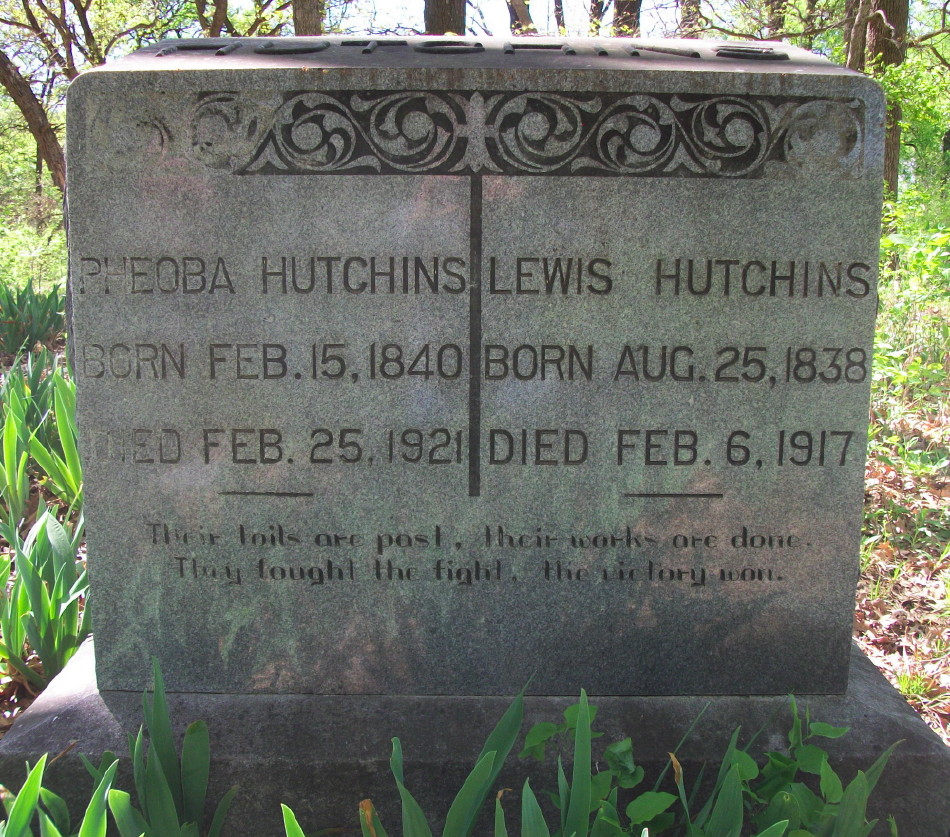 HUTCHINS
PHEOBA HUTCHINS
BORN FEB. 15, 1840
DIED FEB. 25, 1921
LEWIS HUTCHINS
BORN AUG. 25, 1838
DIED FEB. 6, 1917
Their toils are past, their works are done.
They fought the fight, the victory won.